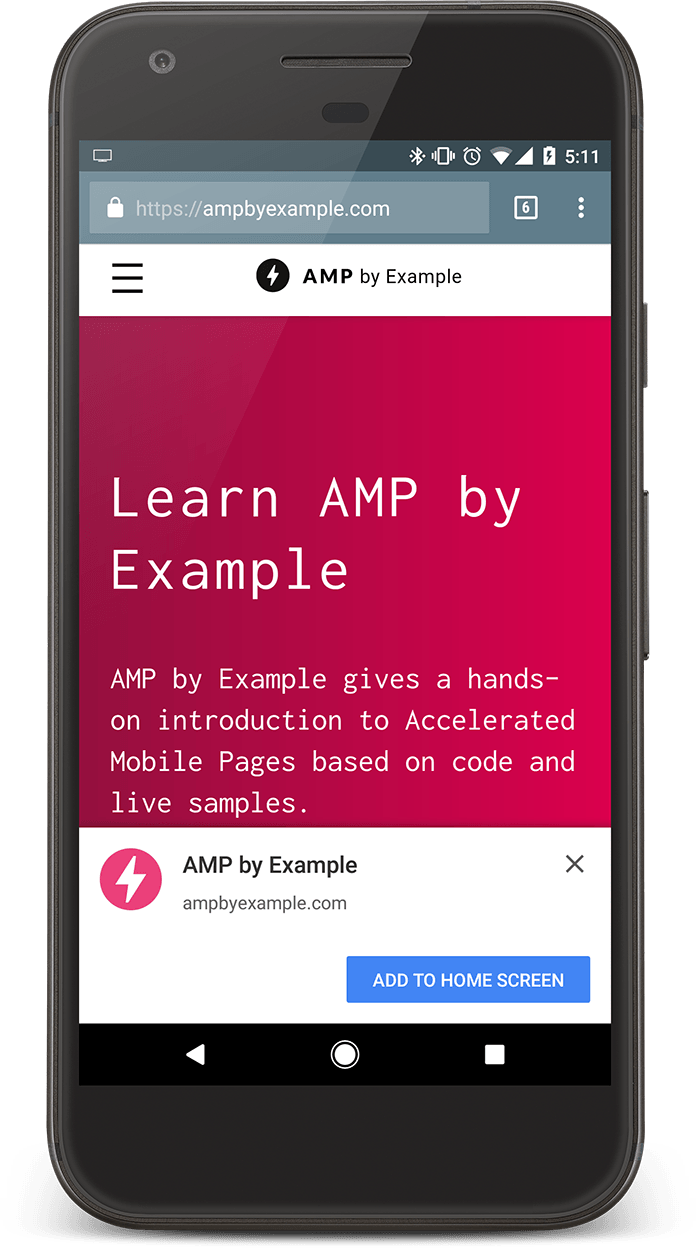 5:11
https://ampbyexample.com
6
AMP by Example
Learn AMP by
Example
AMP by Example gives a hands-
on introduction to Accelerated
Mobile Pages based on code and
live samples.
AMP by Example
ampbyexample.com
ADD TO HOME SCREEN